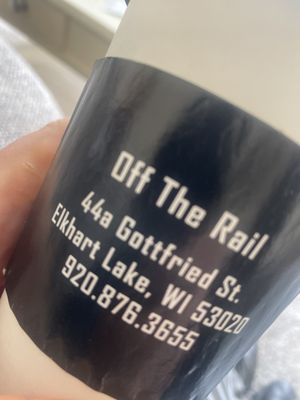 Off The Rail
44a Gottfried St.
Elkhart Lake, WI 53020
920.876.3655